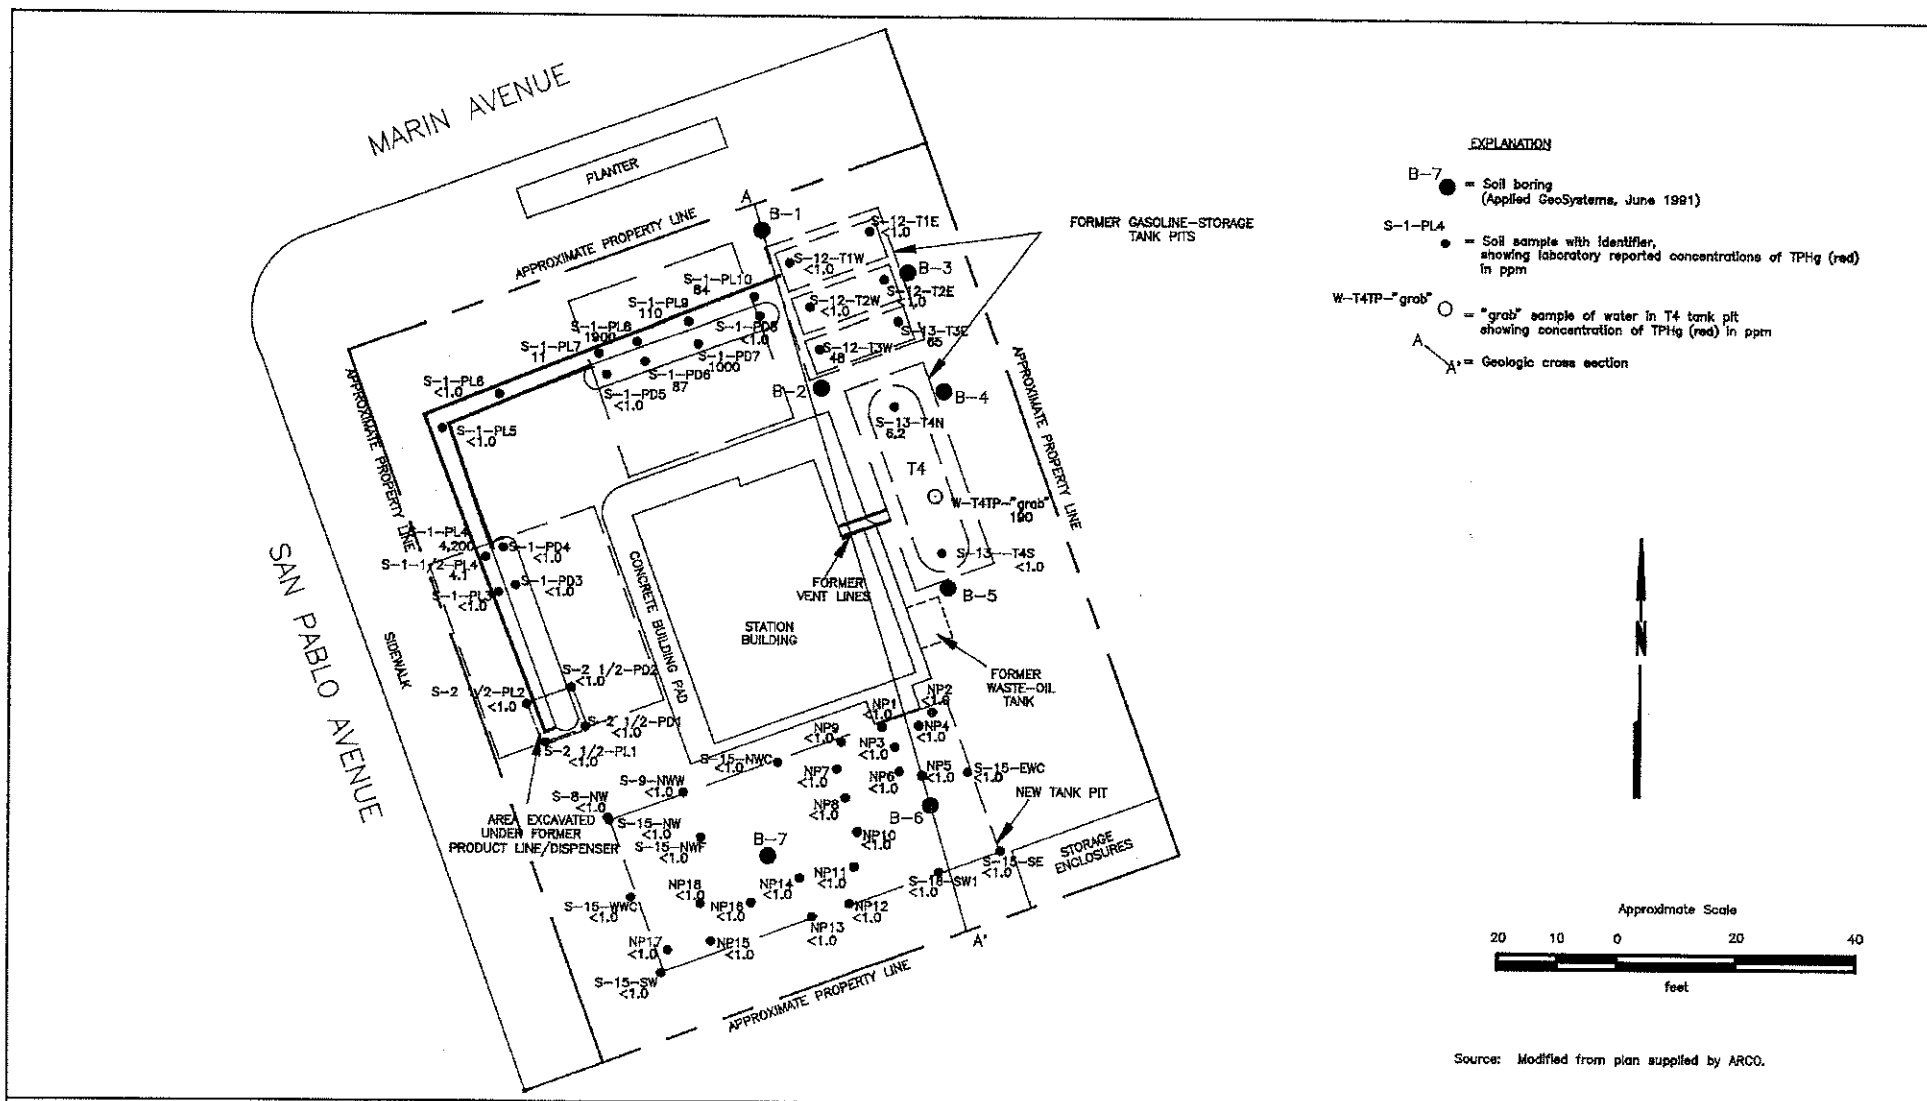 MARIN AVENUE
PLANTER
APPROXIMATE PROPERTY LINE
A
B-1
S-12-T1E
<1.0
S-12-T1W
<1.0
B-3
S-12-T2E
<1.0
S-12-T2W
<1.0
S-13-T3E
65
S-12-T3W
48
B-2
B-4
FORMER GASOLINE-STORAGE
TANK PITS
S-1-PL10
84
S-1-PL9
110
S-1-PL8
1900
S-1-PL7
11
S-1-PD8
<1.0
S-1-PD7
1000
S-1-PD6
87
S-1-PD5
<1.0
S-1-PL6
<1.0
S-1-PL5
<1.0
APPROXIMATE PROPERTY LINE
APPROXIMATE PROPERTY LINE
S-13-T4N
6.2
T4
W-T4TP-"grab"
190
S-13--T4S
<1.0
B-5
FORMER
VENT LINES
FORMER
WASTE-OIL
TANK
STATION
BUILDING
CONCRETE BUILDING PAD
S-1-PL4
4,200
S-1-PD4
<1.0
S-1-1/2-PL4
4.1
S-1-PD3
<1.0
S-1-PL3
<1.0
SAN PABLO AVENUE
SIDEWALK
S-2 1/2-PD2
<1.0
S-2 1/2-PL2
<1.0
S-2 1/2-PD1
<1.0
S-2 1/2-PL1
<1.0
AREA EXCAVATED
UNDER FORMER
PRODUCT LINE/DISPENSER
NP2
NP1
<1.0
NP4
<1.0
NP9
<1.0
NP3
<1.0
S-15-NWC
<1.0
NP7
<1.0
NP6
<1.0
NP5
<1.0
S-15-EWC
<1.0
S-9-NWW
<1.0
S-8-NW
<1.0
S-15-NW
<1.0
S-15-NWF
<1.0
NP8
<1.0
B-6
NEW TANK PIT
B-7
NP10
<1.0
NP11
<1.0
NP14
<1.0
S-15-SE
<1.0
STORAGE
ENCLOSURES
S-16-SW1
<1.0
NP12
<1.0
NP13
<1.0
NP18
<1.0
NP16
<1.0
S-15-WWC
<1.0
NP17
<1.0
NP15
<1.0
S-15-SW
<1.0
A'
APPROXIMATE PROPERTY LINE
EXPLANATION
B-7
= Soil boring
(Applied GeoSystems, June 1991)
S-1-PL4
= Soil sample with identifier,
showing laboratory reported concentrations of TPHg (red)
in ppm
W-T4TP-"grab"
= "grab" sample of water in T4 tank pit
showing concentration of TPHg (red) in ppm
A
A' = Geologic cross section
N
Approximate Scale
20 10 0 20 40
feet
Source: Modified from plan supplied by ARCO.